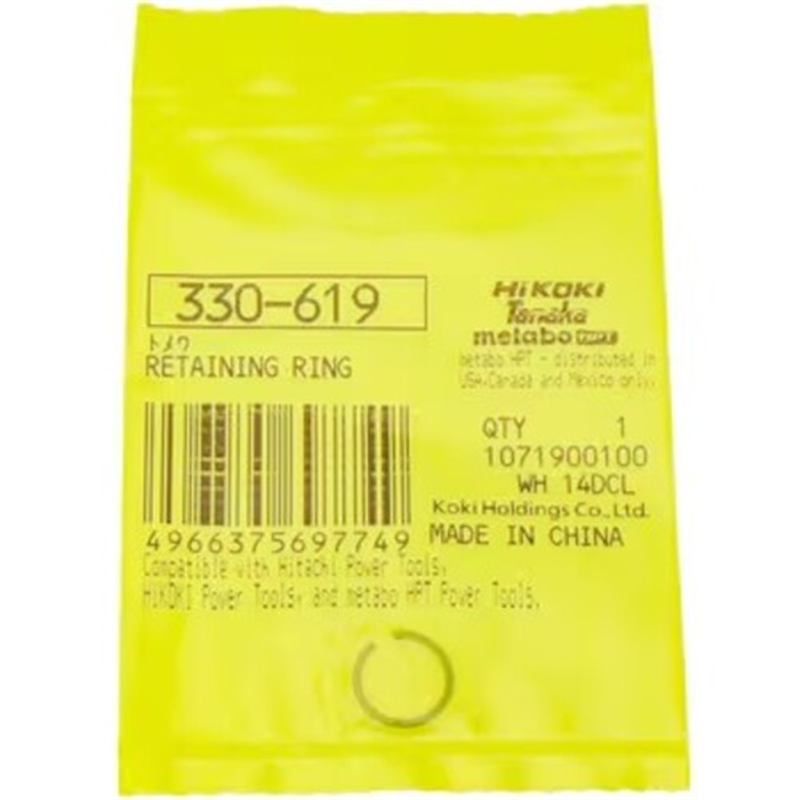 330-619
トメワ
RETAINING RING
HiKOKI
Tanaka
metabo HPT
metabo HPT - distributed in
USA, Canada and Mexico only.
QTY 1
1071900100
WH 14DCL
Koki Holdings Co., Ltd.
MADE IN CHINA
4966375697749
Compatible with Hitachi Power Tools,
HiKOKI Power Tools, and metabo HPT Power Tools.